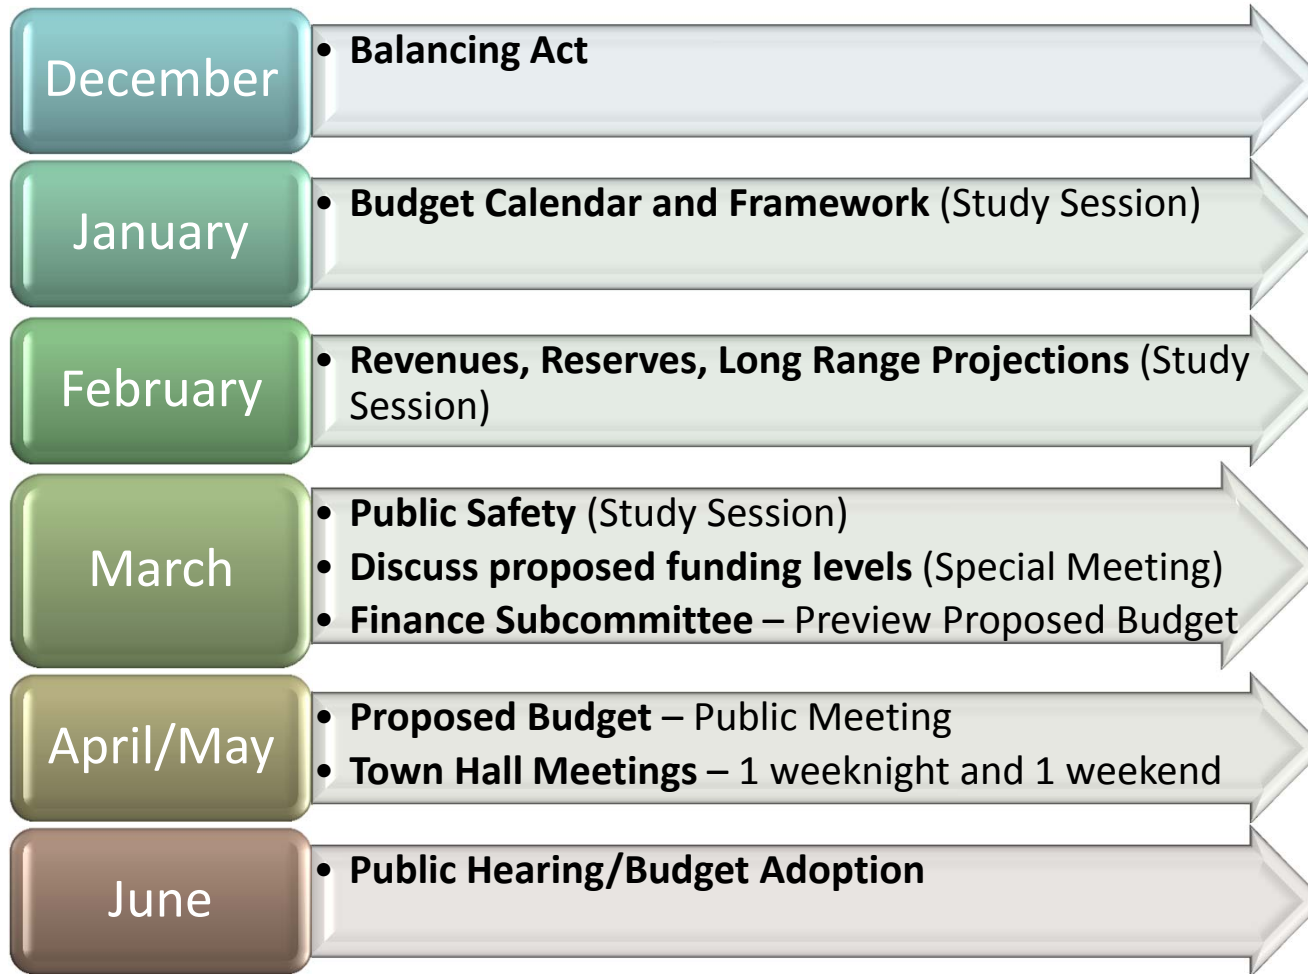 December
• Balancing Act
January
• Budget Calendar and Framework (Study Session)
February
• Revenues, Reserves, Long Range Projections (Study
Session)
March
• Public Safety (Study Session)
• Discuss proposed funding levels (Special Meeting)
• Finance Subcommittee – Preview Proposed Budget
April/May
• Proposed Budget – Public Meeting
• Town Hall Meetings – 1 weeknight and 1 weekend
June
• Public Hearing/Budget Adoption